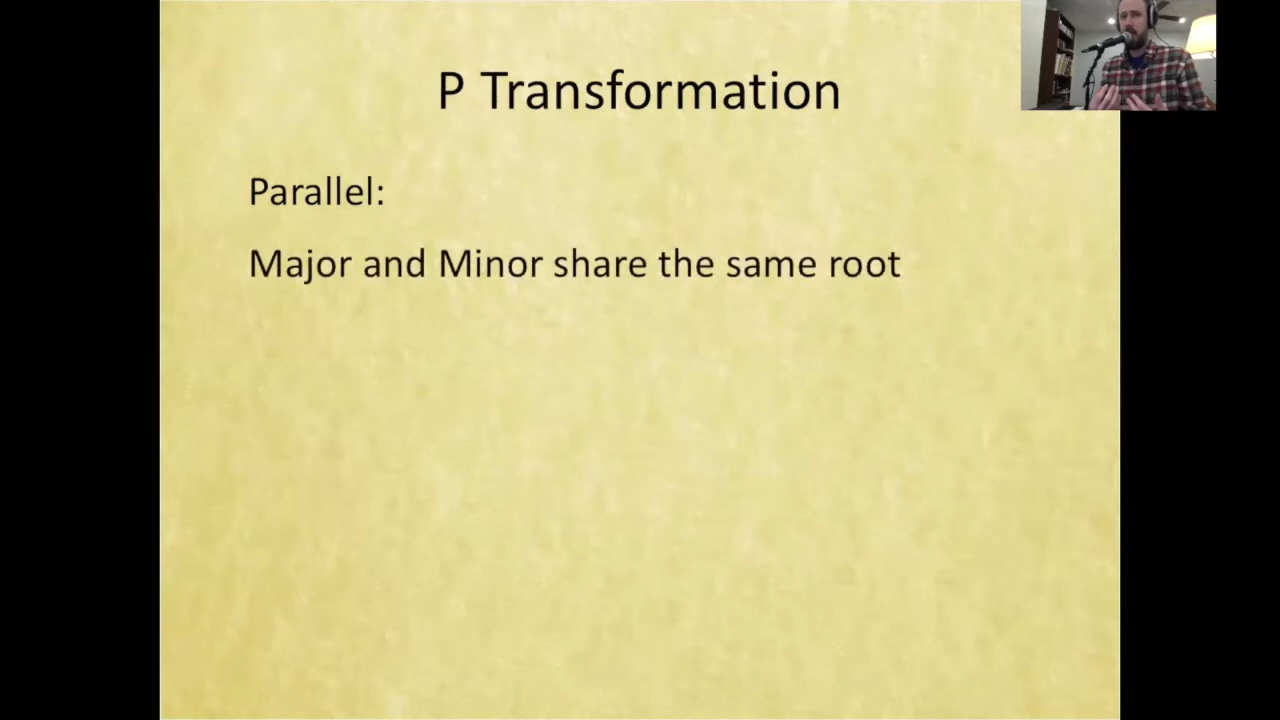 P Transformation
Parallel:
Major and Minor share the same root